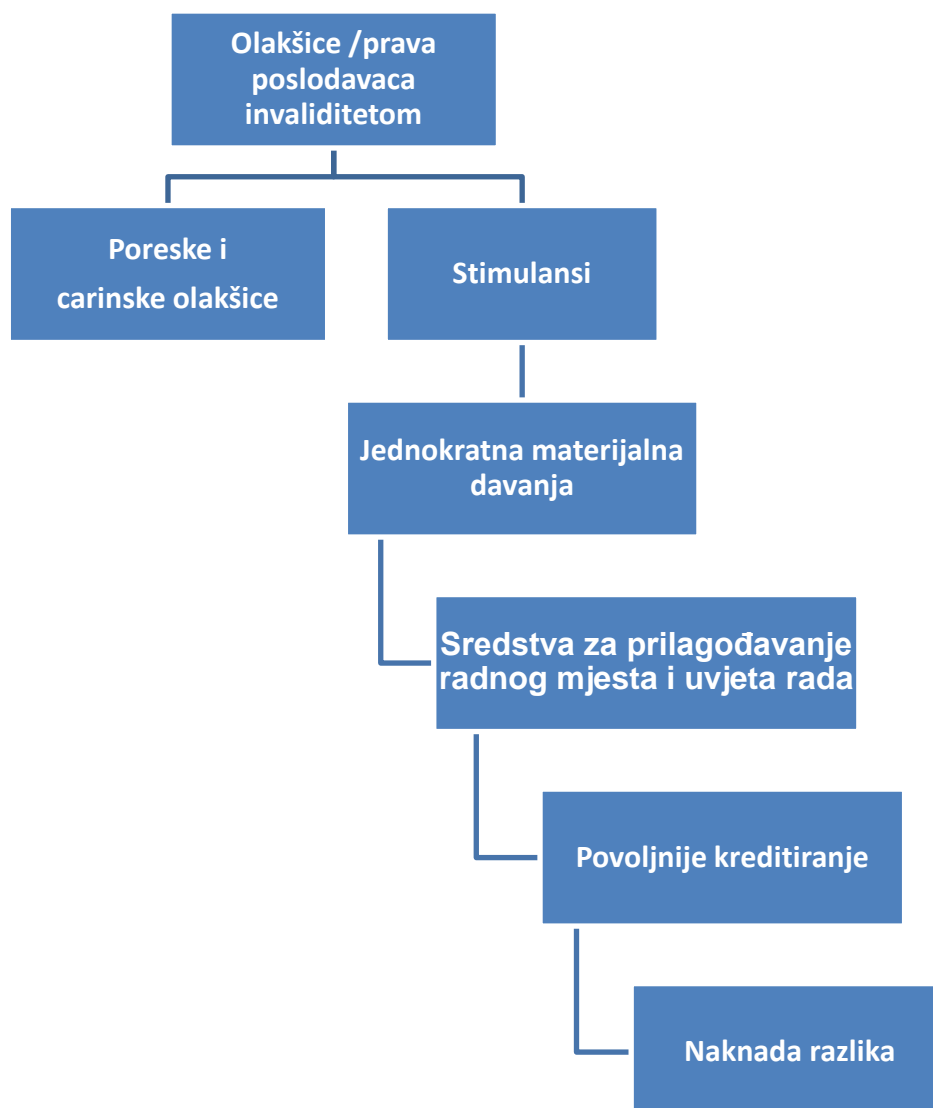 Olakšice /prava
poslodavaca
invaliditetom
Poreske i
carinske olakšice
Stimulansi
Jednokratna materijalna
davanja
Sredstva za prilagođavanje
radnog mjesta i uvjeta rada
Povoljnije kreditiranje
Naknada razlika